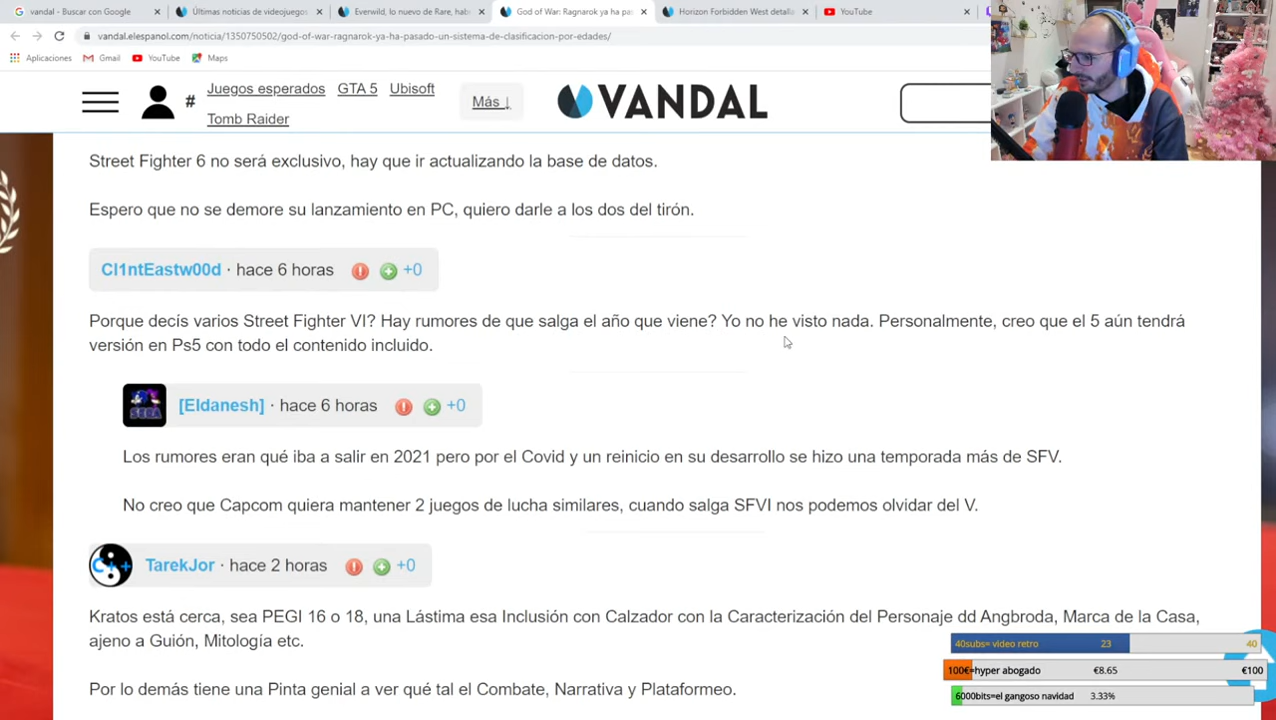 vandal - Buscar con Google
Últimas noticias de videojuegos
Everwild, lo nuevo de Rare, hab
God of War: Ragnarok ya ha pas
Horizon Forbidden West detalla
YouTube
vandal.elespanol.com/noticia/1350750502/god-of-war-ragnarok-ya-ha-pasado-un-sistema-de-clasificacion-por-edades/
Aplicaciones Gmail YouTube Maps
# Juegos esperados GTA 5 Ubisoft
Tomb Raider
Más ↓
VANDAL
Street Fighter 6 no será exclusivo, hay que ir actualizando la base de datos.
Espero que no se demore su lanzamiento en PC, quiero darle a los dos del tirón.
Cl1ntEastw00d · hace 6 horas +0
Porque decís varios Street Fighter VI? Hay rumores de que salga el año que viene? Yo no he visto nada. Personalmente, creo que el 5 aún tendrá
versión en Ps5 con todo el contenido incluido.
SEGA
[Eldanesh] · hace 6 horas +0
Los rumores eran qué iba a salir en 2021 pero por el Covid y un reinicio en su desarrollo se hizo una temporada más de SFV.
No creo que Capcom quiera mantener 2 juegos de lucha similares, cuando salga SFVI nos podemos olvidar del V.
C++
TarekJor · hace 2 horas +0
Kratos está cerca, sea PEGI 16 o 18, una Lástima esa Inclusión con Calzador con la Caracterización del Personaje dd Angbroda, Marca de la Casa,
ajeno a Guión, Mitología etc.
Por lo demás tiene una Pinta genial a ver qué tal el Combate, Narrativa y Plataformeo.
40subs= video retro 23 40
100€=hyper abogado €8.65 €100
6000bits=el gangoso navidad 3.33%